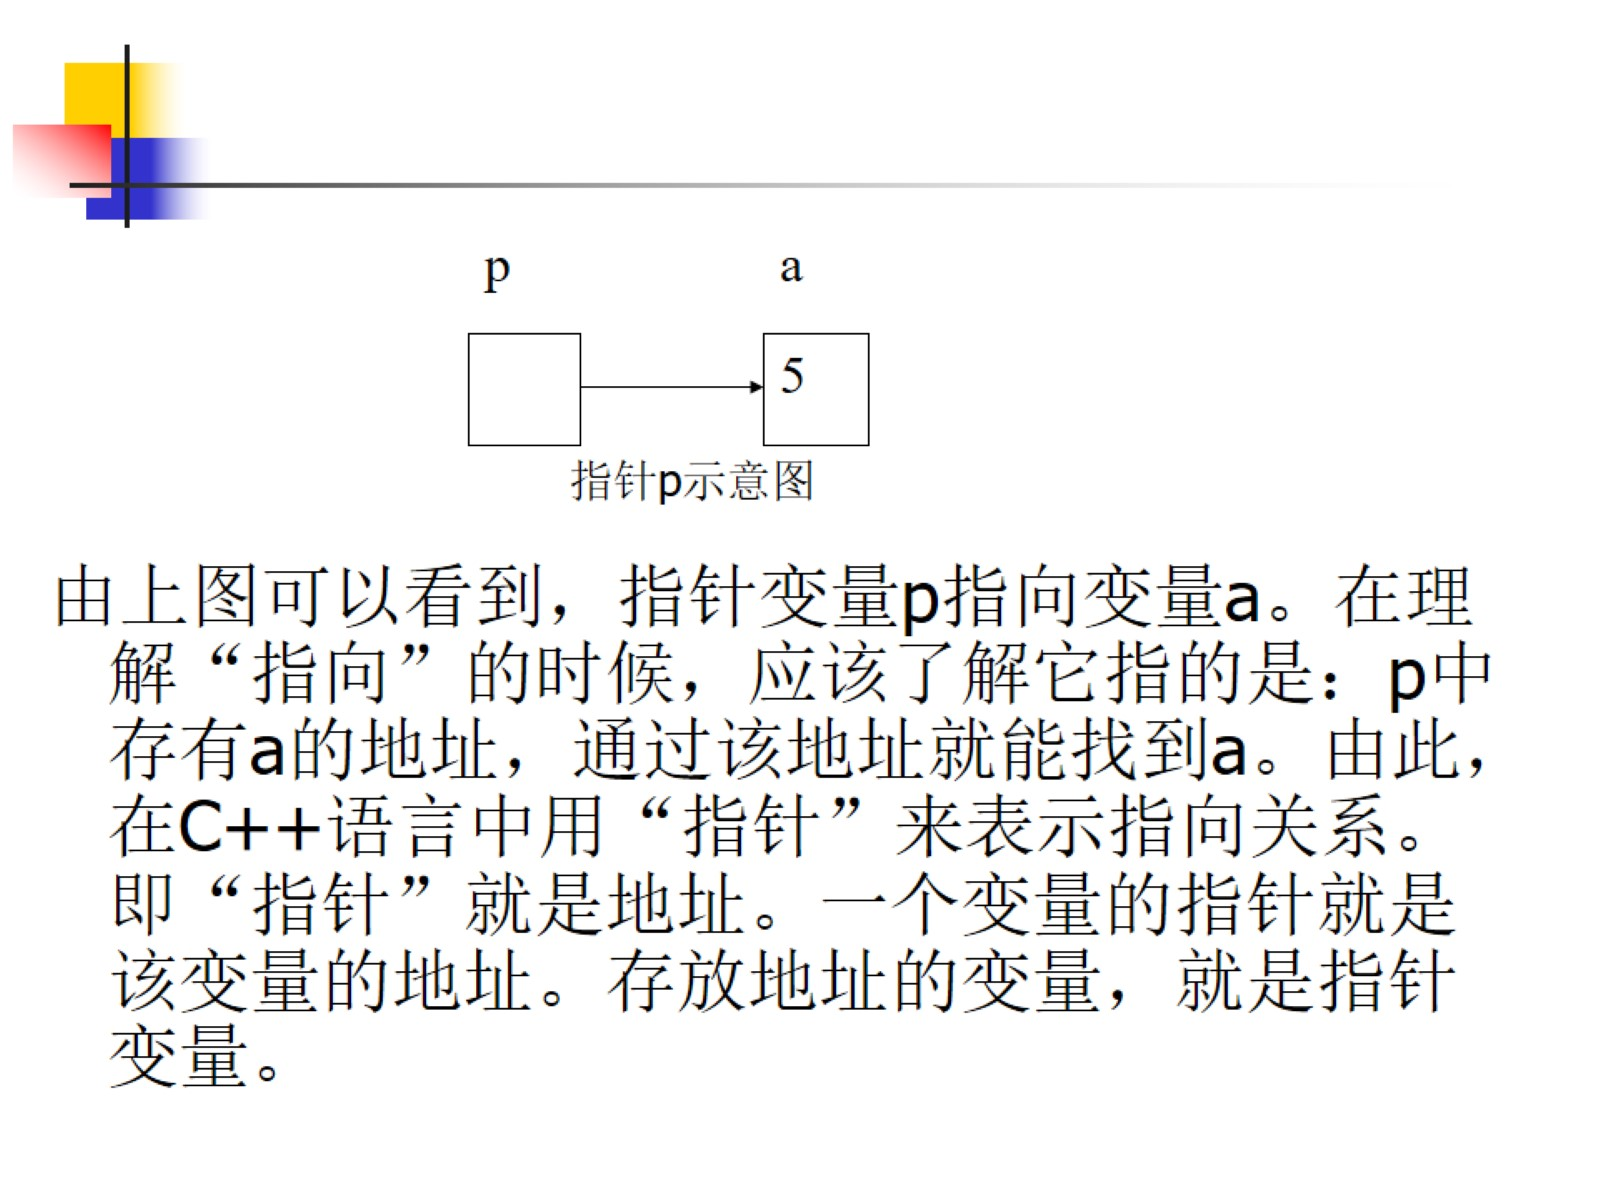 p a
5
指针p示意图
由上图可以看到，指针变量p指向变量a。在理
解“指向”的时候，应该了解它指的是：p中
存有a的地址，通过该地址就能找到a。由此，
在C++语言中用“指针”来表示指向关系。
即“指针”就是地址。一个变量的指针就是
该变量的地址。存放地址的变量，就是指针
变量。